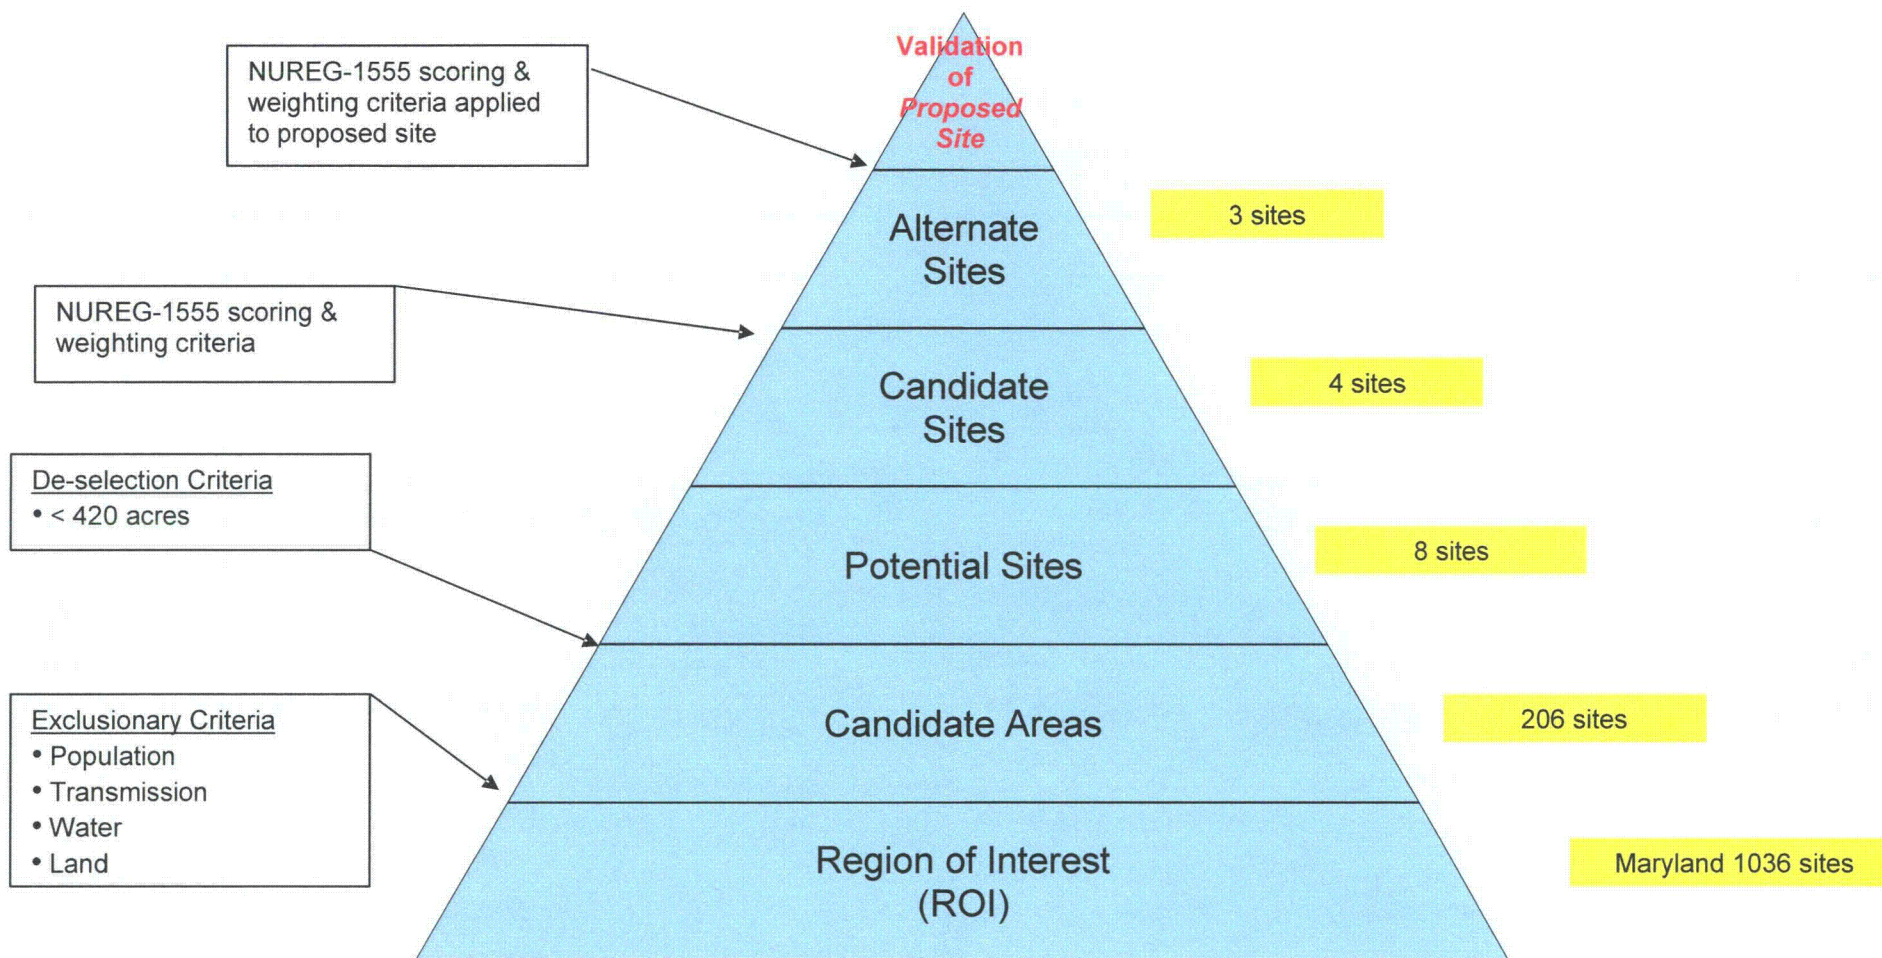 Validation
of
Proposed
Site
NUREG-1555 scoring &
weighting criteria applied
to proposed site
Alternate
Sites
3 sites
NUREG-1555 scoring &
weighting criteria
Candidate
Sites
4 sites
De-selection Criteria
• < 420 acres
Potential Sites
8 sites
Exclusionary Criteria
• Population
• Transmission
• Water
• Land
Candidate Areas
206 sites
Region of Interest
(ROI)
Maryland 1036 sites